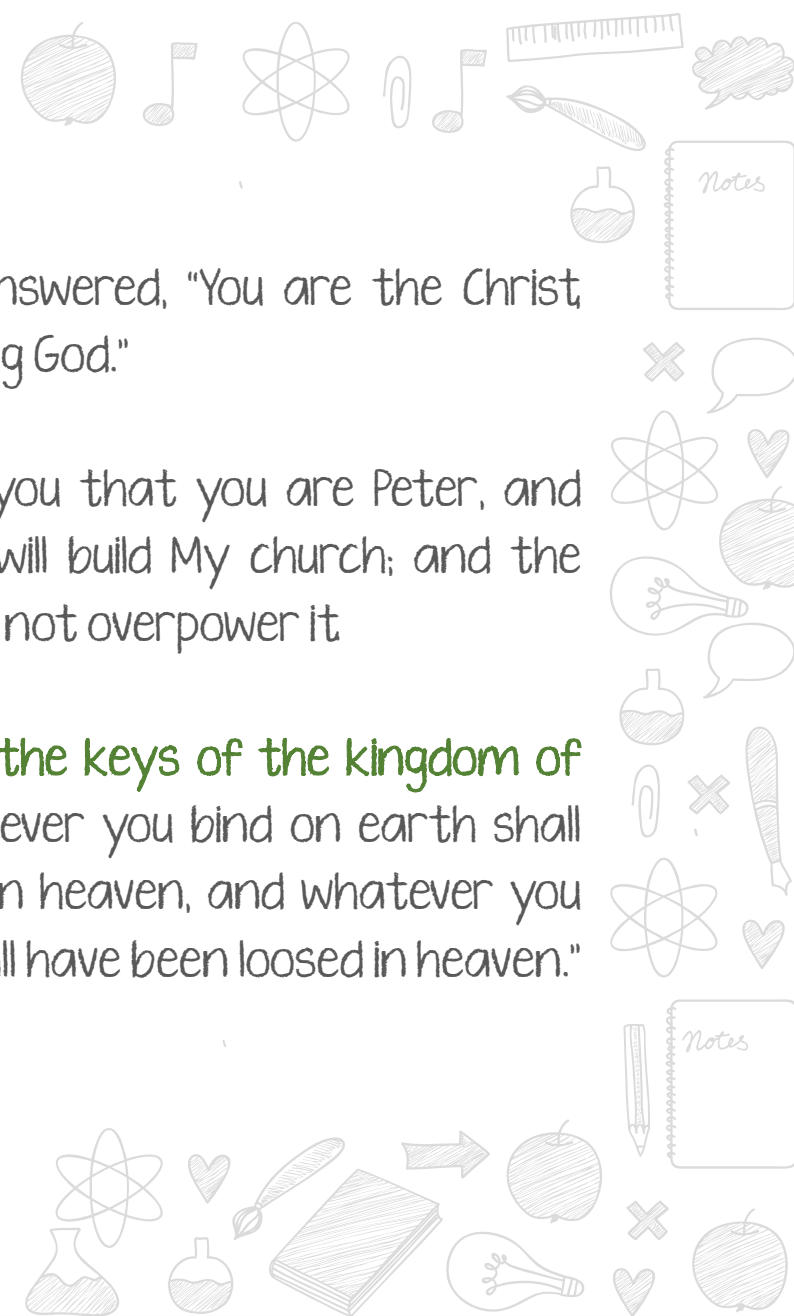 Notes
nswered, “You are the Christ,
g God.”
you that you are Peter, and
will build My church; and the
not overpower it.
the keys of the kingdom of
ever you bind on earth shall
n heaven, and whatever you
ll have been loosed in heaven.”
Notes